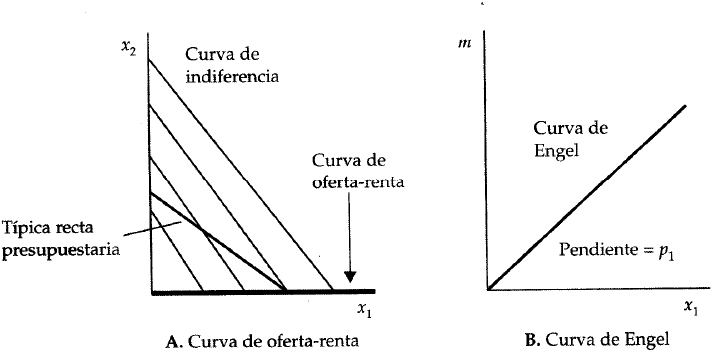 x2
Curva de
indiferencia
Curva de
oferta-renta
Típica recta
presupuestaria
x1
A. Curva de oferta-renta
m
Curva de
Engel
Pendiente = p1
x1
B. Curva de Engel